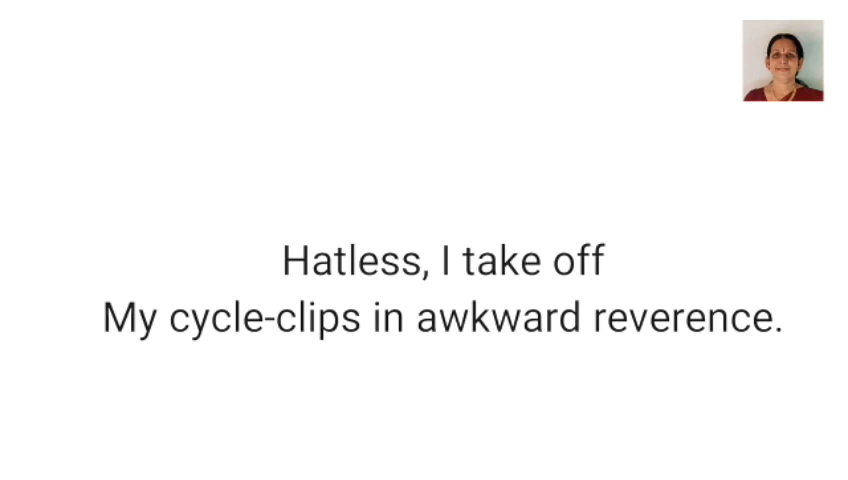 Hatless, I take off
My cycle-clips in awkward reverence.